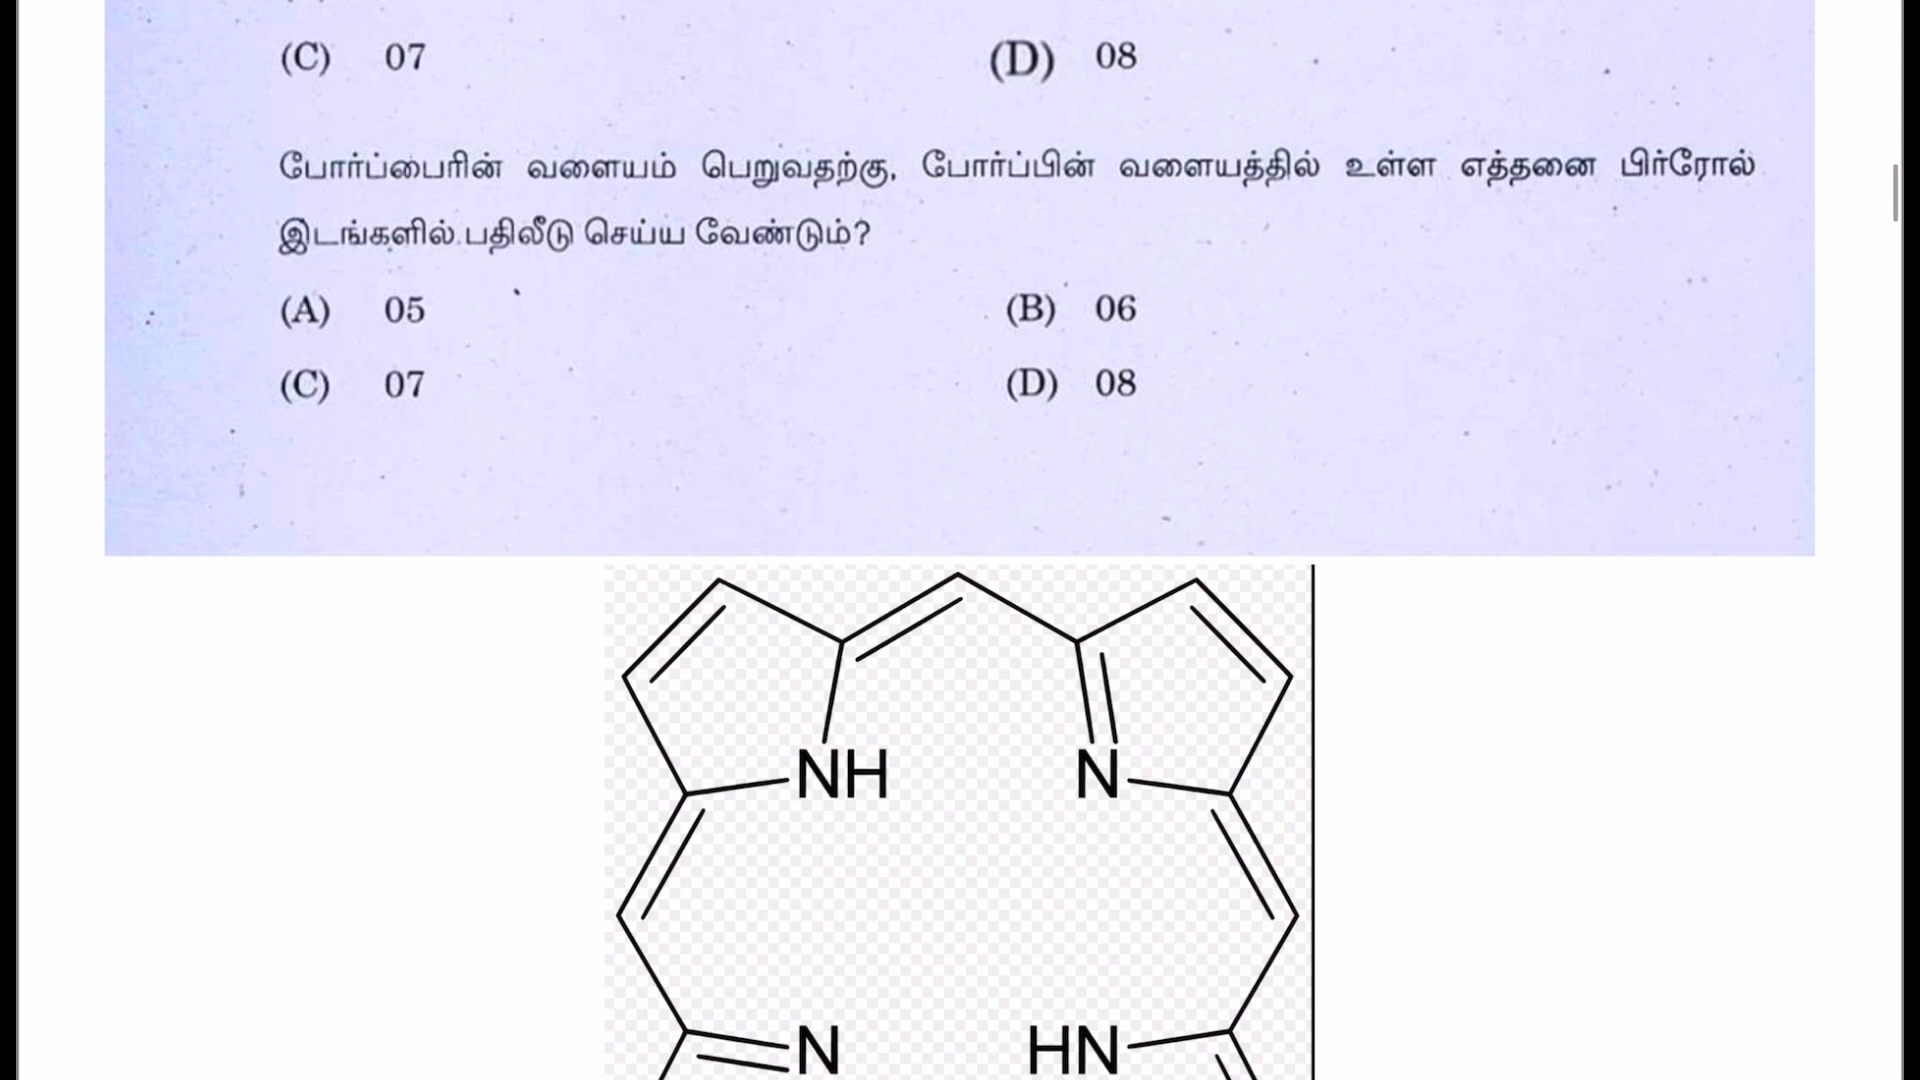 (C) 07 (D) 08
போர்ப்பைரின் வளையம் பெறுவதற்கு, போர்ப்பின் வளையத்தில் உள்ள எத்தனை பிர்ரோல்
இடங்களில் பதிலீடு செய்ய வேண்டும்?
(A) 05 (B) 06
(C) 07 (D) 08
NH N
N HN